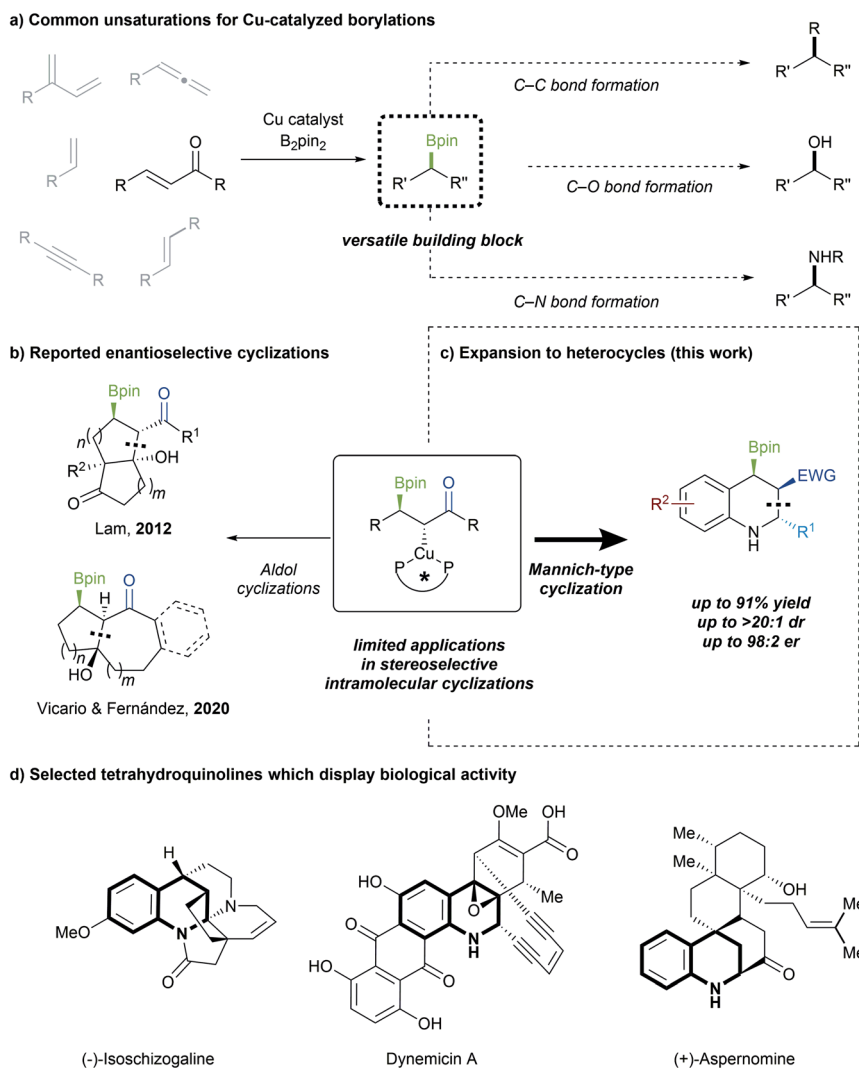 a) Common unsaturations for Cu-catalyzed borylations
R
R
R
R
O
R
R
R
R
R
Cu catalyst
B₂pin₂
Bpin
R' R"
versatile building block
C–C bond formation
R
R' R"
C–O bond formation
OH
R' R"
C–N bond formation
NHR
R' R"
b) Reported enantioselective cyclizations
Bpin
O
n( )
R¹
R²
OH
O
( )m
Lam, 2012
Bpin
H
O
( )n
HO
( )m
Vicario & Fernández, 2020
Aldol
cyclizations
Bpin
O
R
R
Cu
P P
*
limited applications
in stereoselective
intramolecular cyclizations
c) Expansion to heterocycles (this work)
Mannich-type
cyclization
Bpin
EWG
R²
N
H
R¹
up to 91% yield
up to >20:1 dr
up to 98:2 er
d) Selected tetrahydroquinolines which display biological activity
H
MeO
N
N
O
(-)-Isoschizogaline
OMe
O
OH
HO
O
Me
O
N
H
HO
O
OH
Dynemicin A
Me
Me
OH
Me
Me
N
H
O
(+)-Aspernomine